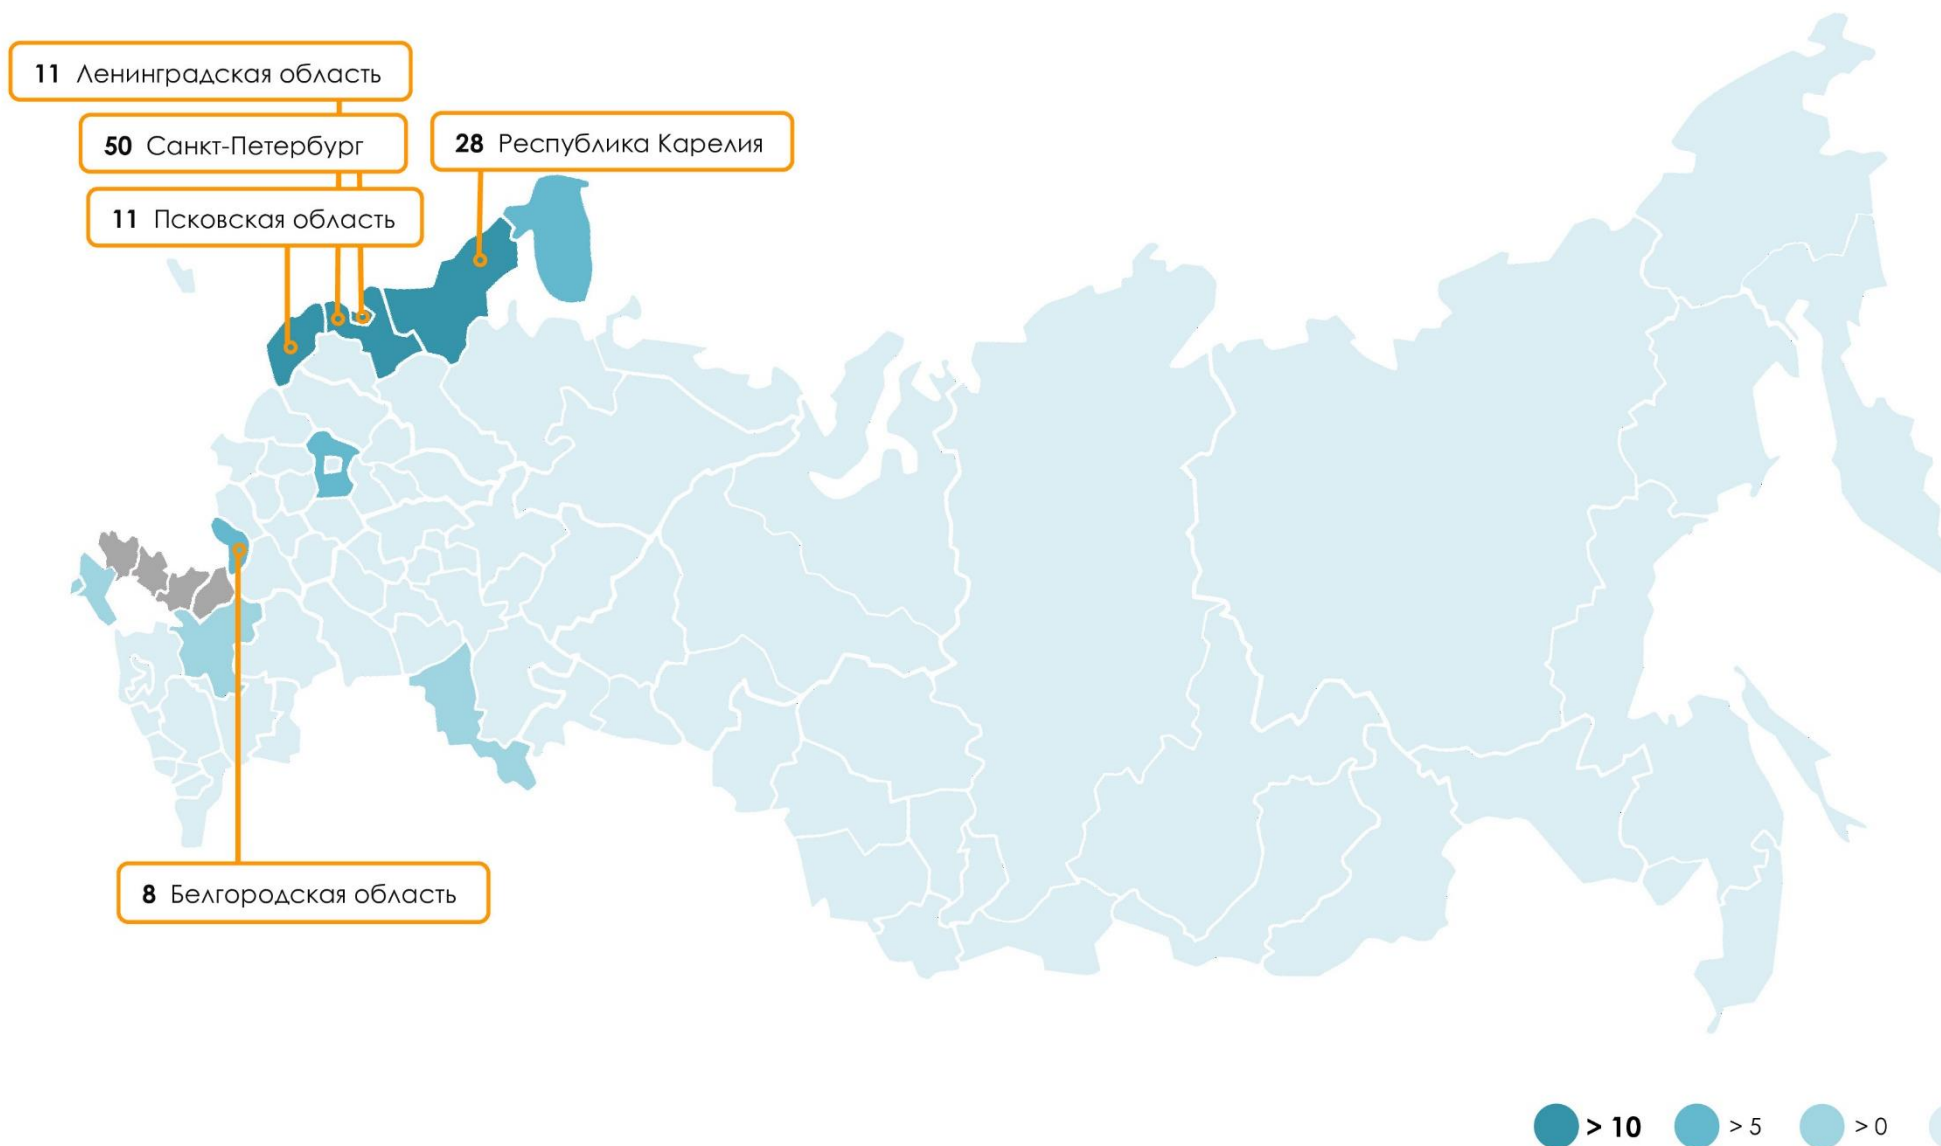 11 Ленинградская область
50 Санкт-Петербург
28 Республика Карелия
11 Псковская область
8 Белгородская область
> 10 > 5 > 0